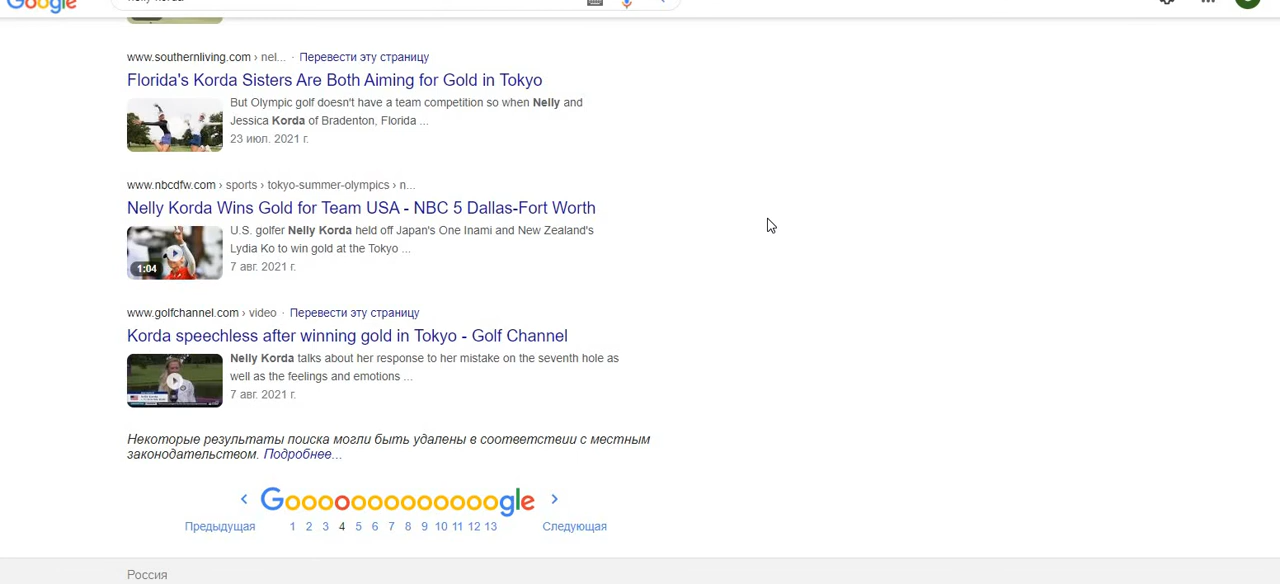 Google
www.southernliving.com › nel... · Перевести эту страницу
Florida's Korda Sisters Are Both Aiming for Gold in Tokyo
But Olympic golf doesn't have a team competition so when Nelly and
Jessica Korda of Bradenton, Florida ...
23 июл. 2021 г.
www.nbcdfw.com › sports › tokyo-summer-olympics › n...
Nelly Korda Wins Gold for Team USA - NBC 5 Dallas-Fort Worth
U.S. golfer Nelly Korda held off Japan's One Inami and New Zealand's
Lydia Ko to win gold at the Tokyo ...
1:04
7 авг. 2021 г.
www.golfchannel.com › video · Перевести эту страницу
Korda speechless after winning gold in Tokyo - Golf Channel
Nelly Korda talks about her response to her mistake on the seventh hole as
well as the feelings and emotions ...
7 авг. 2021 г.
Некоторые результаты поиска могли быть удалены в соответствии с местным
законодательством. Подробнее...
< Goooooooooooooogle >
Предыдущая 1 2 3 4 5 6 7 8 9 10 11 12 13 Следующая
Россия